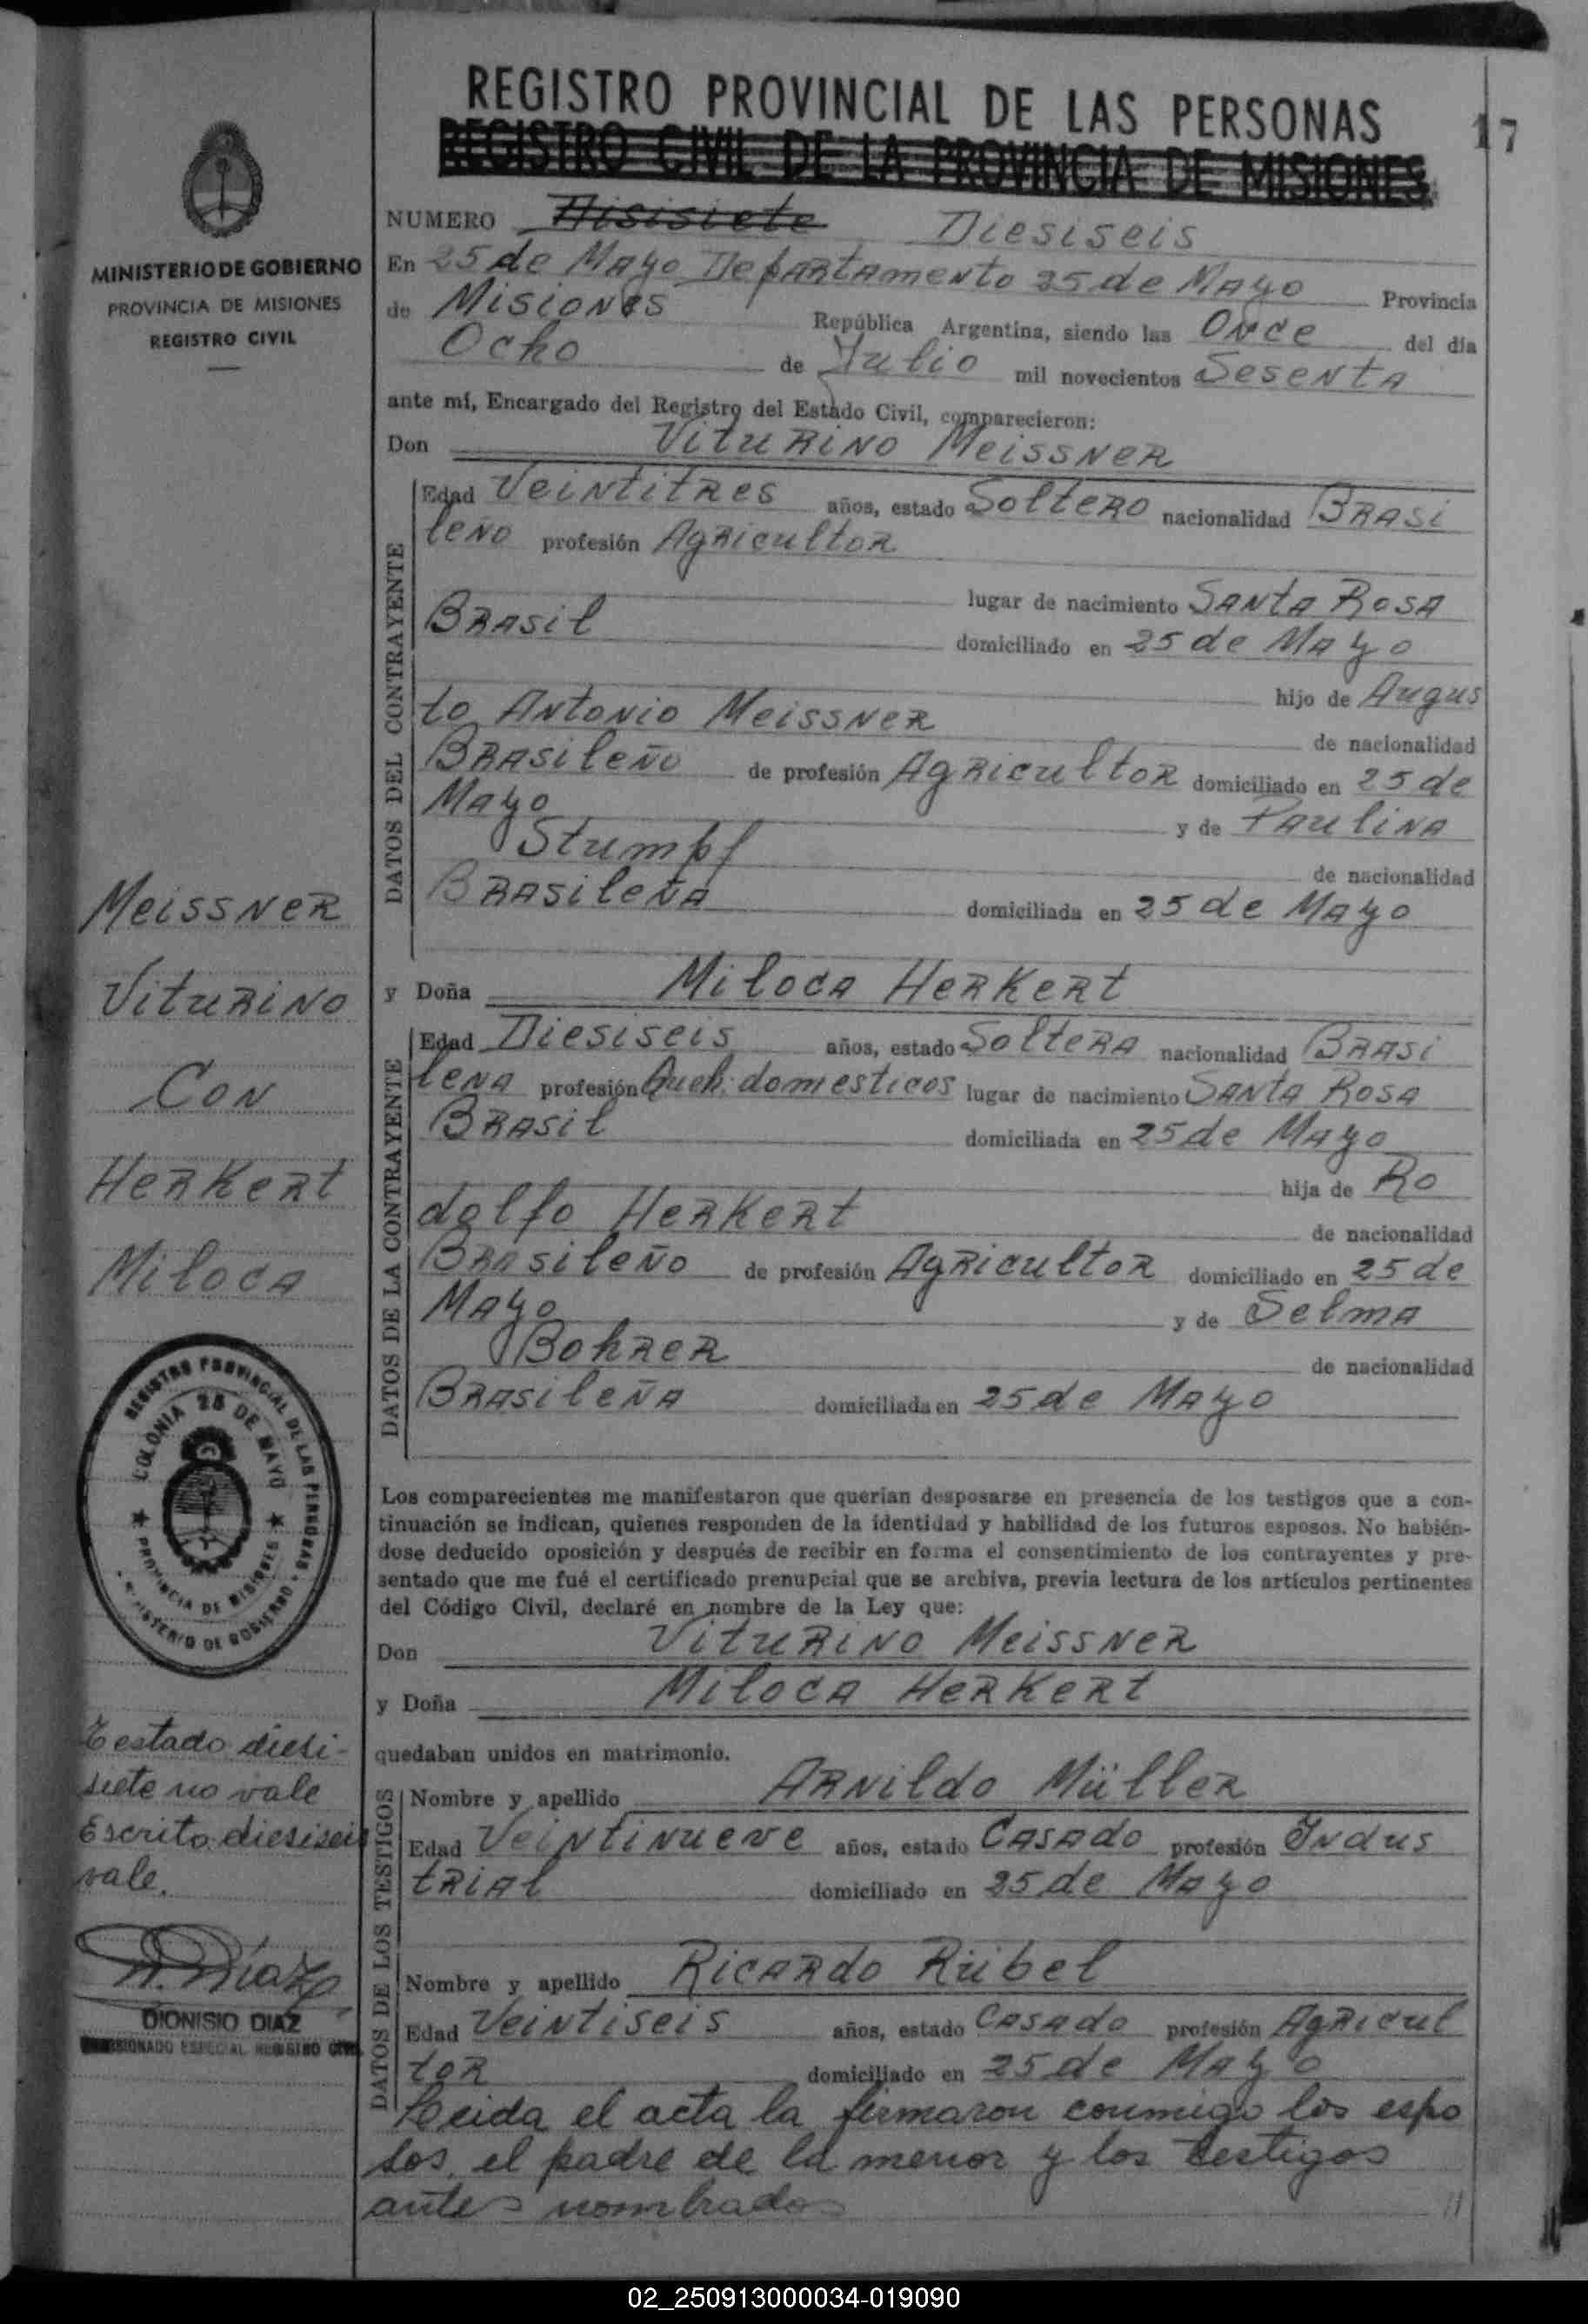 REGISTRO PROVINCIAL DE LAS PERSONAS
17
REGISTRO CIVIL DE LA PROVINCIA DE MISIONES
MINISTERIO DE GOBIERNO
PROVINCIA DE MISIONES
REGISTRO CIVIL
NUMERO Disisiete Diesiseis
En 25 de Mayo Departamento 25 de Mayo Provincia
de Misiones República Argentina, siendo las Once del día
Ocho de Julio mil novecientos Sesenta
ante mí, Encargado del Registro del Estado Civil, comparecieron:
Don Viturino Meissner
DATOS DEL CONTRAYENTE
Edad Veintitres años, estado Soltero nacionalidad Brasi
leño profesión Agricultor
lugar de nacimiento Santa Rosa
Brasil domiciliado en 25 de Mayo
hijo de Augus
to Antonio Meissner de nacionalidad
Brasileño de profesión Agricultor domiciliado en 25 de
Mayo y de Paulina
Stumpf de nacionalidad
Brasileña domiciliada en 25 de Mayo
Meissner
Viturino
Con
Herkert
Miloca
y Doña Miloca Herkert
DATOS DE LA CONTRAYENTE
Edad Diesiseis años, estado Soltera nacionalidad Brasi
leña profesión Queh. domesticos lugar de nacimiento Santa Rosa
Brasil domiciliada en 25 de Mayo
hija de Ro
dolfo Herkert de nacionalidad
Brasileño de profesión Agricultor domiciliado en 25 de
Mayo y de Selma
Bohrer de nacionalidad
Brasileña domiciliada en 25 de Mayo
REGISTRO PROVINCIAL DE LAS PERSONAS
COLONIA 25 DE MAYO
PROVINCIA DE MISIONES
MINISTERIO DE GOBIERNO
Los comparecientes me manifestaron que querían desposarse en presencia de los testigos que a con-
tinuación se indican, quienes responden de la identidad y habilidad de los futuros esposos. No habién-
dose deducido oposición y después de recibir en forma el consentimiento de los contrayentes y pre-
sentado que me fué el certificado prenupcial que se archiva, previa lectura de los artículos pertinentes
del Código Civil, declaré en nombre de la Ley que:
Don Viturino Meissner
y Doña Miloca Herkert
quedaban unidos en matrimonio.
Testado diesi-
siete no vale
Escrito diesiseis
vale.
D. Diaz
DIONISIO DIAZ
COMISIONADO ESPECIAL REGISTRO CIVIL
DATOS DE LOS TESTIGOS
Nombre y apellido Arnildo Müller
Edad Veintinueve años, estado Casado profesión Indus
trial domiciliado en 25 de Mayo
Nombre y apellido Ricardo Rübel
Edad Veintiseis años, estado Casado profesión Agricul
tor domiciliado en 25 de Mayo
Leida el acta la firmaron conmigo los espo
sos, el padre de la menor y los testigos
antes nombrados //
02_250913000034-019090